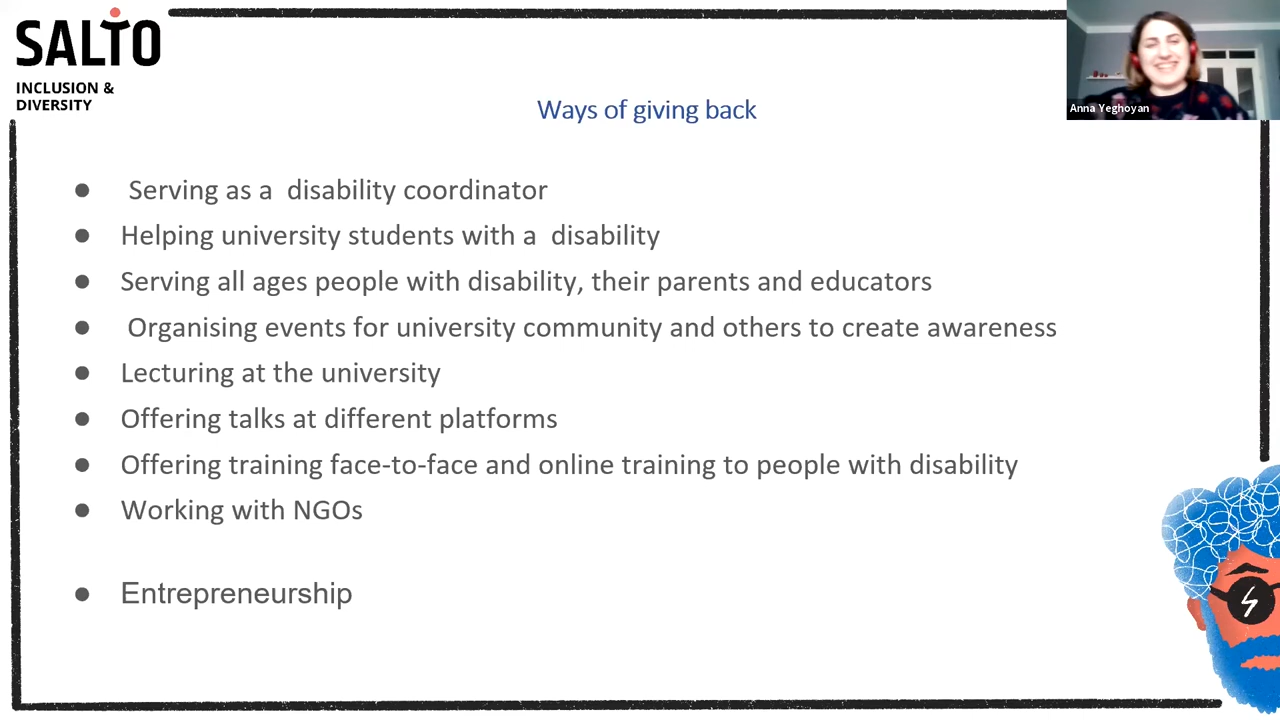 SALTO
INCLUSION &
DIVERSITY
Anna Yeghoyan
Ways of giving back
● Serving as a disability coordinator
● Helping university students with a disability
● Serving all ages people with disability, their parents and educators
● Organising events for university community and others to create awareness
● Lecturing at the university
● Offering talks at different platforms
● Offering training face-to-face and online training to people with disability
● Working with NGOs
● Entrepreneurship